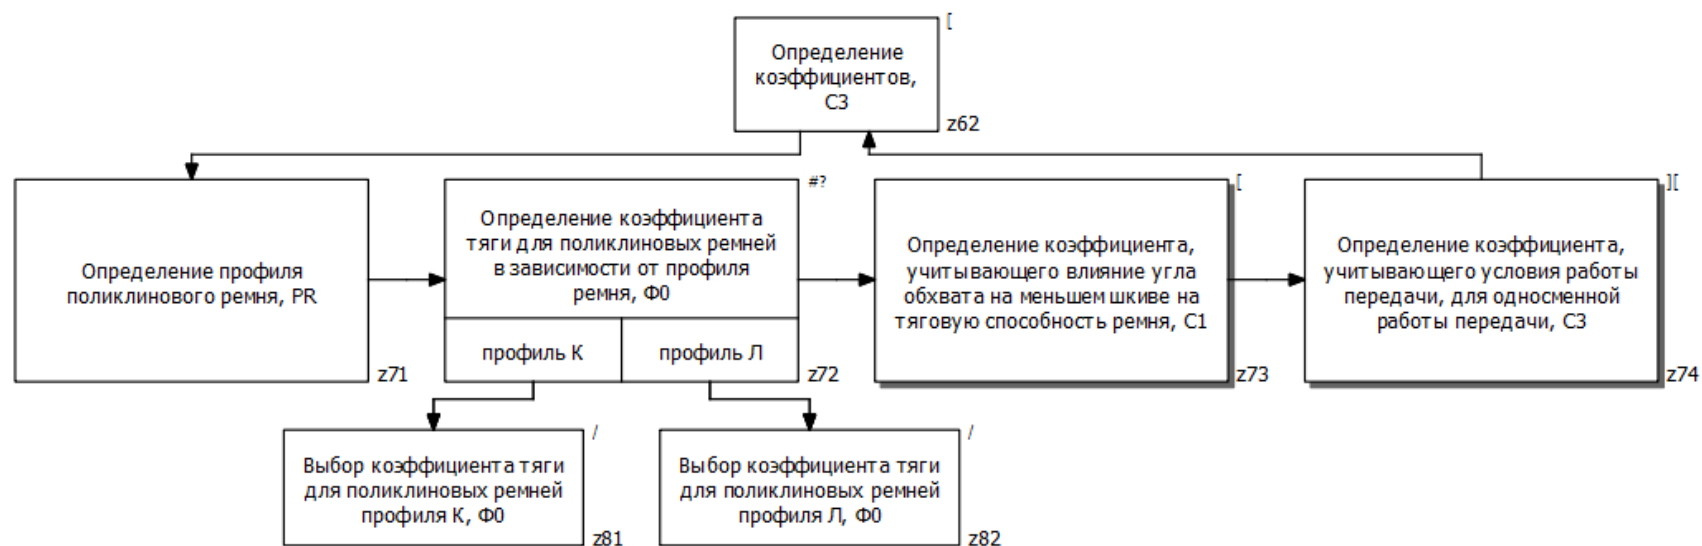 [
Определение
коэффициентов,
С3
z62
Определение профиля
поликлинового ремня, PR
z71
#?
Определение коэффициента
тяги для поликлиновых ремней
в зависимости от профиля
ремня, Ф0
профиль К
профиль Л
z72
[
Определение коэффициента,
учитывающего влияние угла
обхвата на меньшем шкиве на
тяговую способность ремня, С1
z73
][
Определение коэффициента,
учитывающего условия работы
передачи, для односменной
работы передачи, С3
z74
/
Выбор коэффициента тяги
для поликлиновых ремней
профиля К, Ф0
z81
/
Выбор коэффициента тяги
для поликлиновых ремней
профиля Л, Ф0
z82